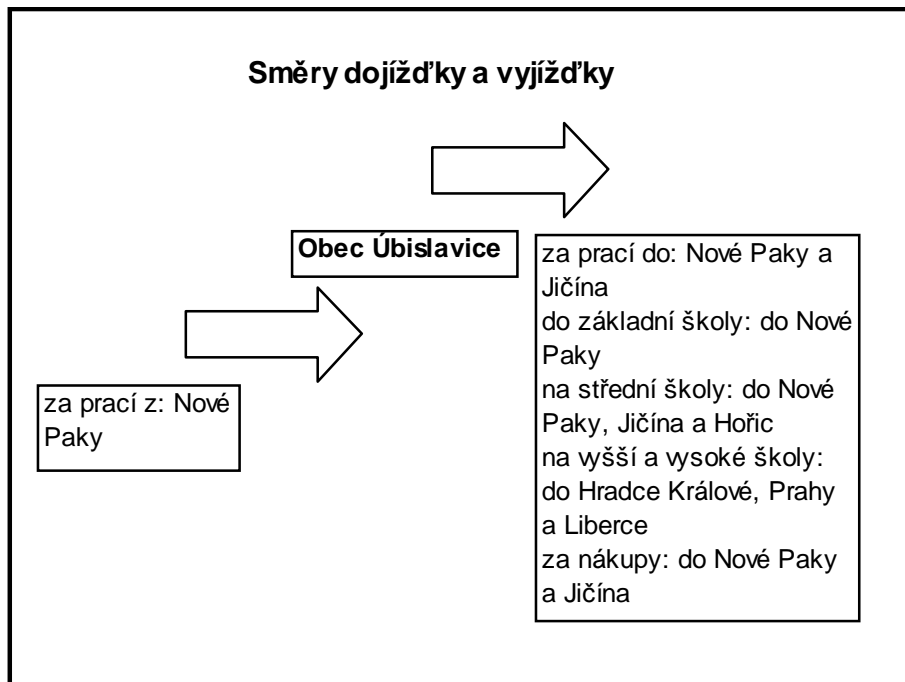 Směry dojížďky a vyjížďky
Obec Úbislavice
za prací z: Nové
Paky
za prací do: Nové Paky a
Jičína
do základní školy: do Nové
Paky
na střední školy: do Nové
Paky, Jičína a Hořic
na vyšší a vysoké školy:
do Hradce Králové, Prahy
a Liberce
za nákupy: do Nové Paky
a Jičína